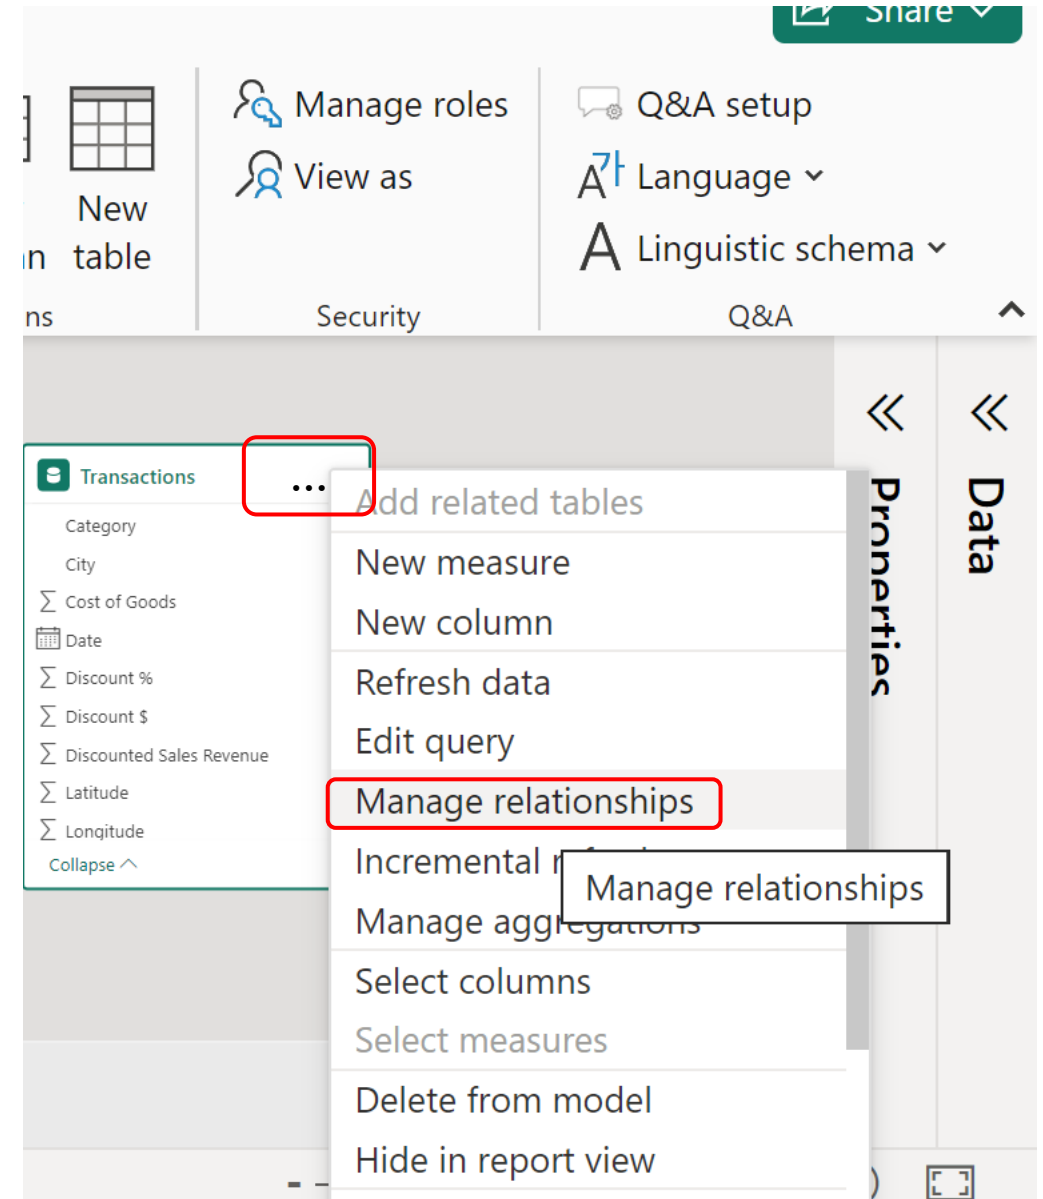 Share
Manage roles
Q&A setup
View as
Language
New
table
Linguistic schema
Security
Q&A
Transactions
...
Category
City
Cost of Goods
Date
Discount %
Discount $
Discounted Sales Revenue
Latitude
Longitude
Collapse
Add related tables
New measure
New column
Refresh data
Edit query
Manage relationships
Incremental
Manage relationships
Manage aggregations
Select columns
Select measures
Delete from model
Hide in report view
Properties
Data